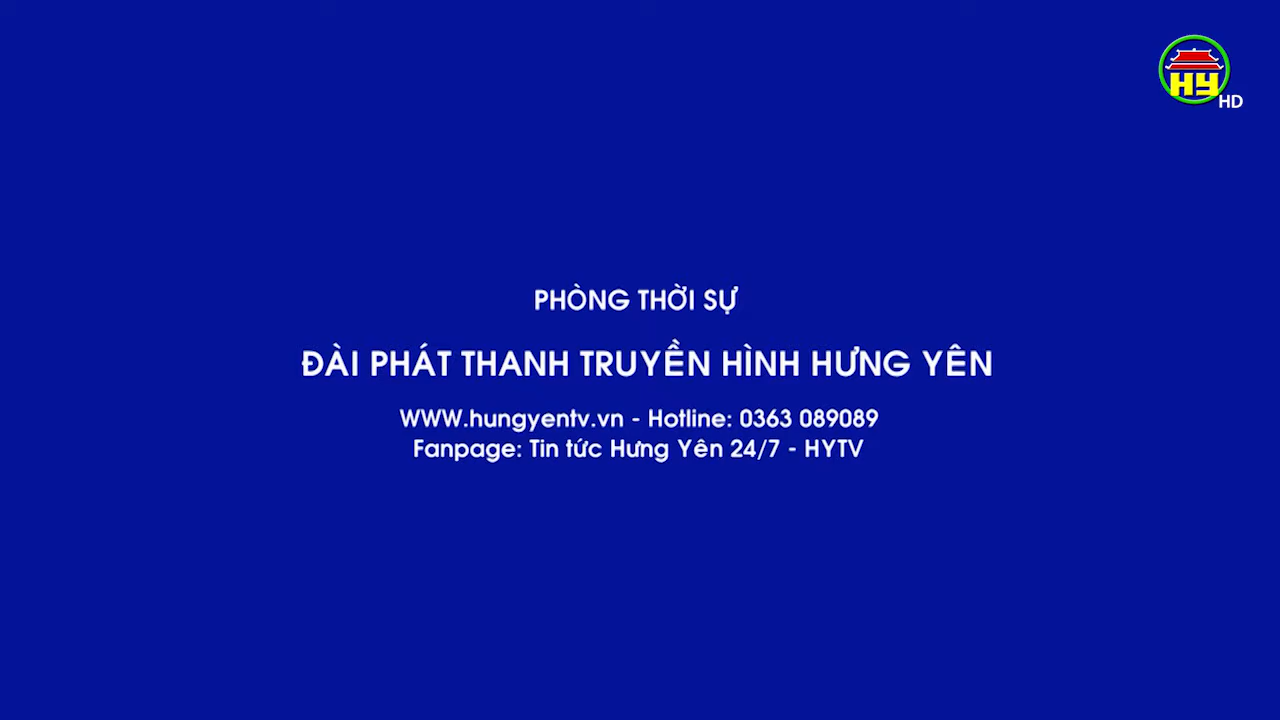 HY
HD
PHÒNG THỜI SỰ
ĐÀI PHÁT THANH TRUYỀN HÌNH HƯNG YÊN
WWW.hungyentv.vn - Hotline: 0363 089089
Fanpage: Tin tức Hưng Yên 24/7 - HYTV